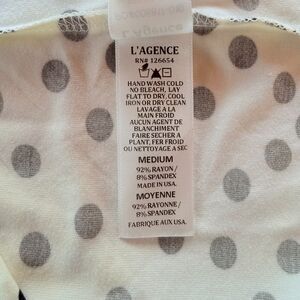 L'Agence
L'AGENCE
RN# 126654
HAND WASH COLD
NO BLEACH, LAY
FLAT TO DRY, COOL
IRON OR DRY CLEAN
LAVAGE A LA
MAIN FROID
AUCUN AGENT DE
BLANCHIMENT
FAIRE SECHER A
PLANT, FER FROID
OU NETTOYAGE A SEC
MEDIUM
92% RAYON/
8% SPANDEX
MADE IN USA.
MOYENNE
92% RAYONNE/
8% SPANDEX
FABRIQUE AUX USA.